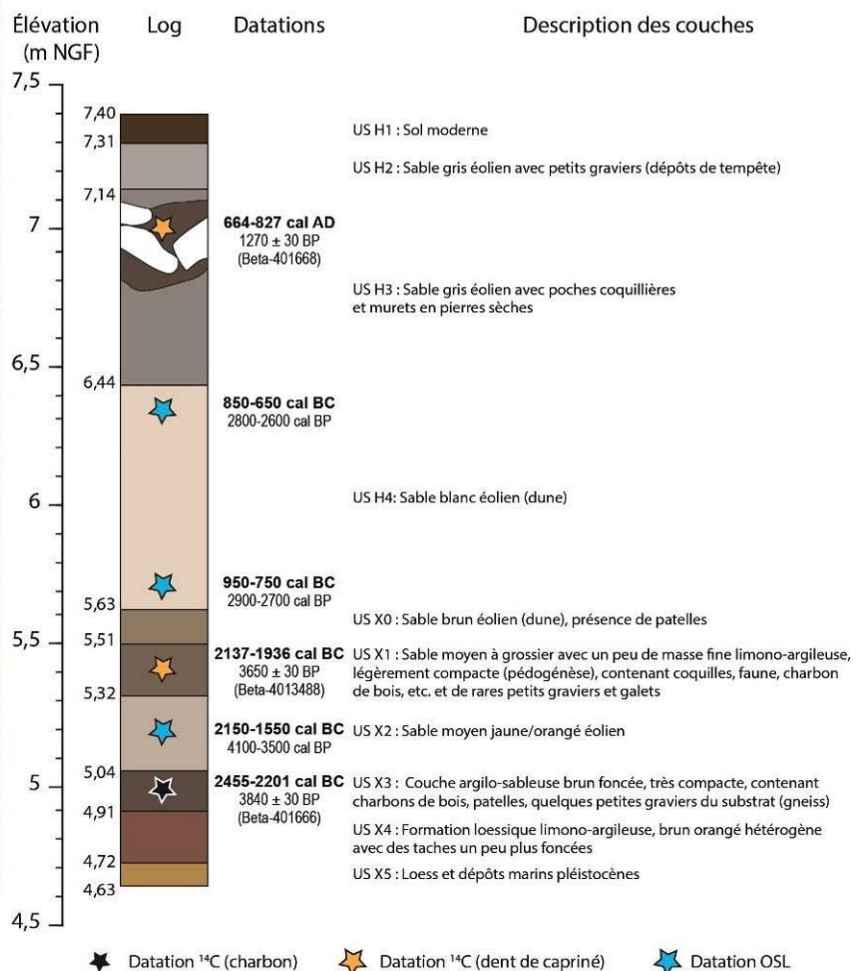 Élévation
(m NGF)
Log
Datations
Description des couches
7,5
7,40
US H1 : Sol moderne
7,31
US H2 : Sable gris éolien avec petits graviers (dépôts de tempête)
7,14
7
664-827 cal AD
1270 ± 30 BP
(Beta-401668)
US H3 : Sable gris éolien avec poches coquillières
et murets en pierres sèches
6,5
6,44
850-650 cal BC
2800-2600 cal BP
6
US H4: Sable blanc éolien (dune)
950-750 cal BC
2900-2700 cal BP
5,63
US X0 : Sable brun éolien (dune), présence de patelles
5,5
5,51
2137-1936 cal BC
3650 ± 30 BP
(Beta-4013488)
US X1 : Sable moyen à grossier avec un peu de masse fine limono-argileuse,
légèrement compacte (pédogénèse), contenant coquilles, faune, charbon
de bois, etc. et de rares petits graviers et galets
5,32
2150-1550 cal BC
4100-3500 cal BP
US X2 : Sable moyen jaune/orangé éolien
5
5,04
2455-2201 cal BC
3840 ± 30 BP
(Beta-401666)
US X3 : Couche argilo-sableuse brun foncée, très compacte, contenant
charbons de bois, patelles, quelques petites graviers du substrat (gneiss)
4,91
US X4 : Formation loessique limono-argileuse, brun orangé hétérogène
avec des taches un peu plus foncées
4,72
US X5 : Loess et dépôts marins pléistocènes
4,63
4,5
Datation ¹⁴C (charbon)
Datation ¹⁴C (dent de capriné)
Datation OSL